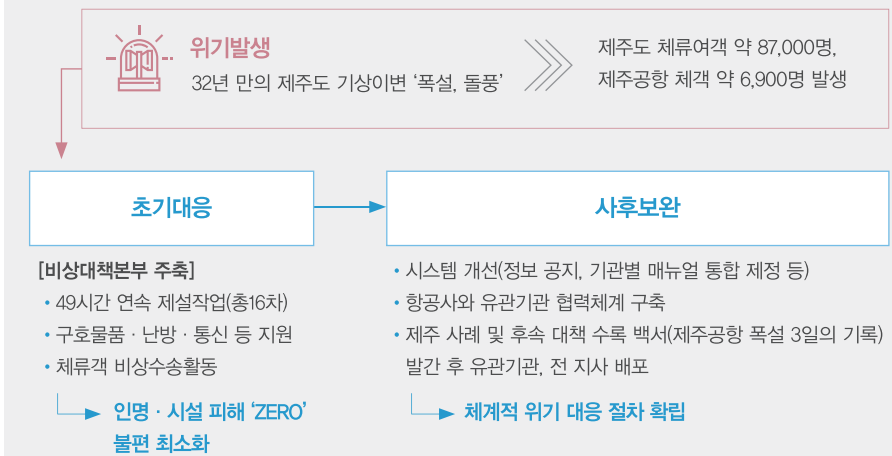 위기발생
32년 만의 제주도 기상이변 ‘폭설, 돌풍’
제주도 체류여객 약 87,000명,
제주공항 체객 약 6,900명 발생
초기대응
[비상대책본부 주축]
• 49시간 연속 제설작업(총16차)
• 구호물품 · 난방 · 통신 등 지원
• 체류객 비상수송활동
인명 · 시설 피해 ‘ZERO’
불편 최소화
사후보완
• 시스템 개선(정보 공지, 기관별 매뉴얼 통합 제정 등)
• 항공사와 유관기관 협력체계 구축
• 제주 사례 및 후속 대책 수록 백서(제주공항 폭설 3일의 기록)
발간 후 유관기관, 전 지사 배포
체계적 위기 대응 절차 확립